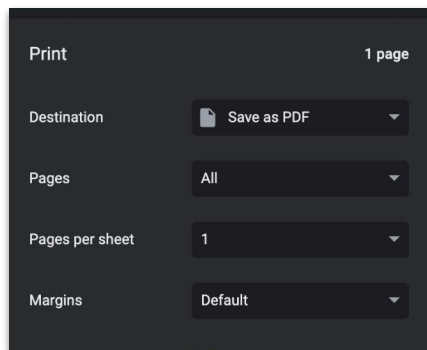 Print 1 page
Destination Save as PDF
Pages All
Pages per sheet 1
Margins Default